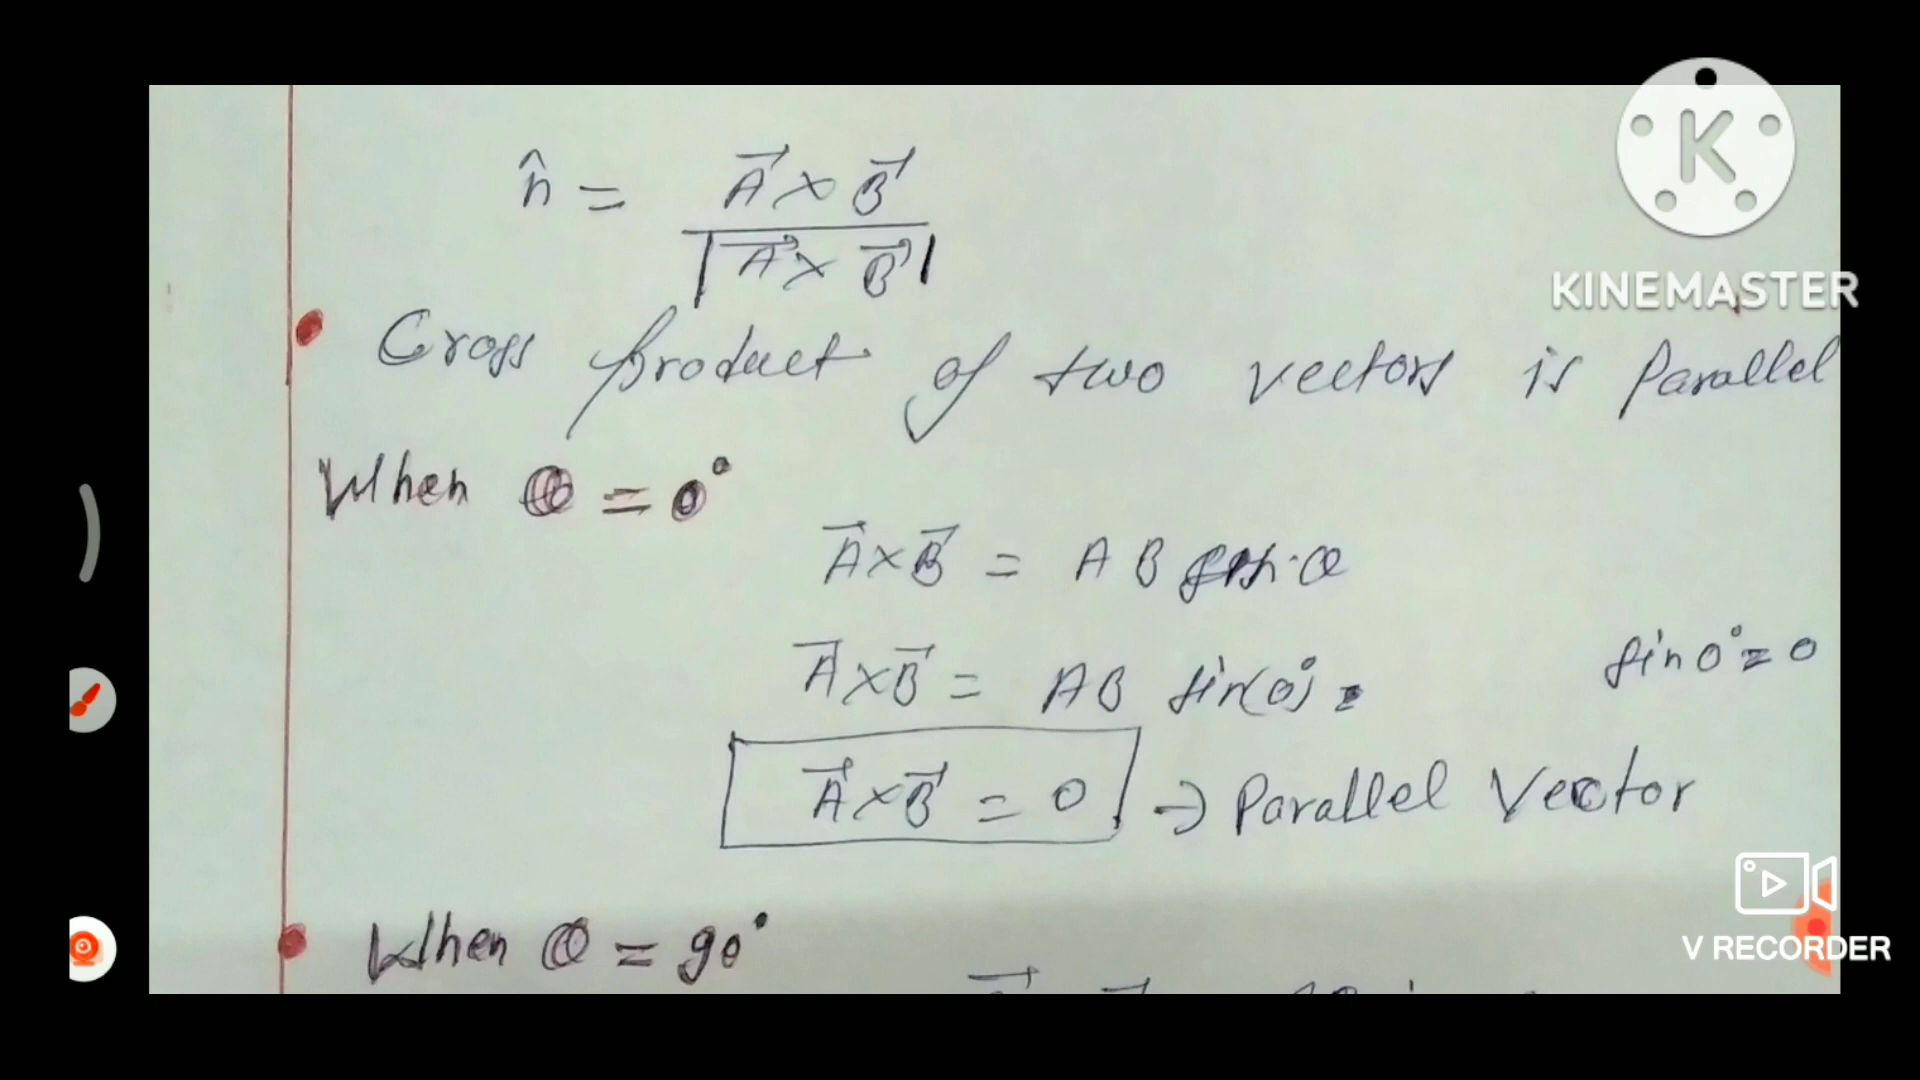 n̂ = A⃗ × B⃗
|A⃗ × B⃗|
K
KINEMASTER
Cross product of two vectors is Parallel
When θ = 0°
A⃗×B⃗ = AB sin θ
A⃗×B⃗ = AB sin(0°) = sin 0° = 0
A⃗×B⃗ = 0 → Parallel Vector
When θ = 90°
V RECORDER